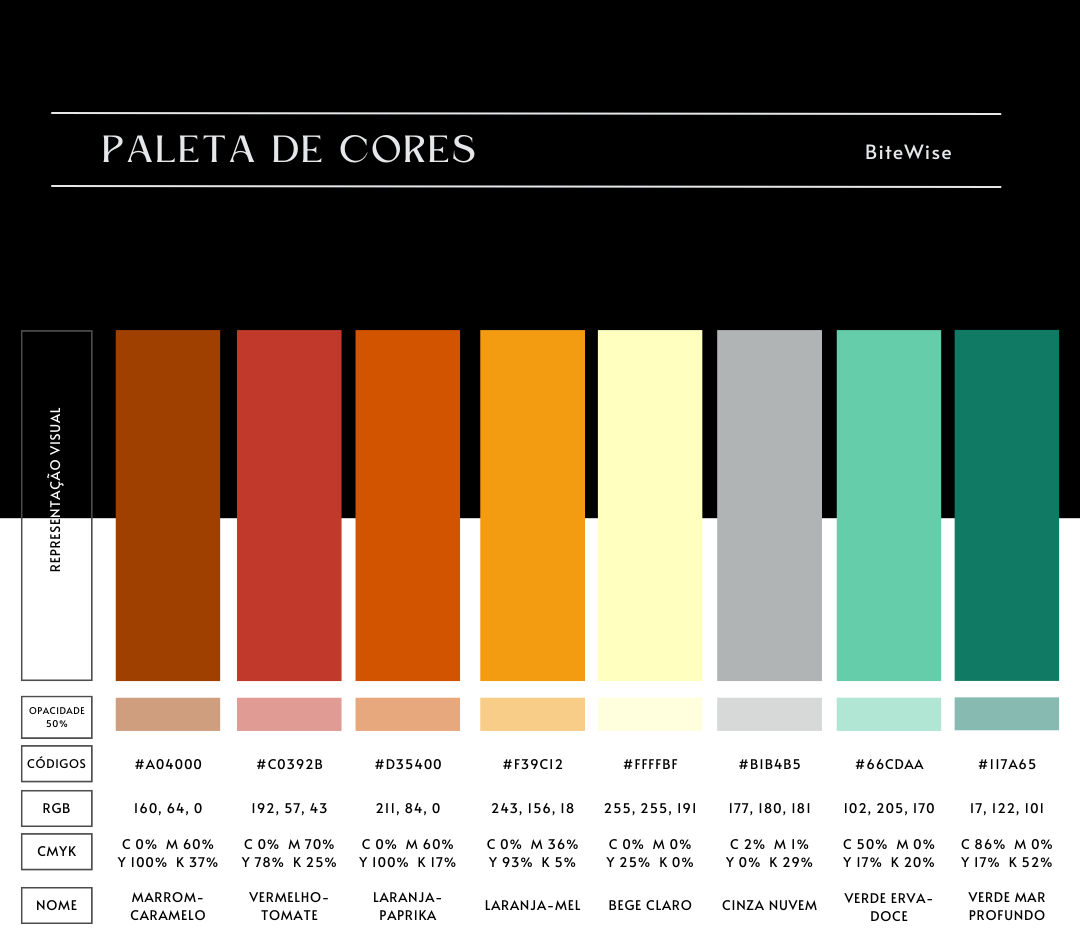 PALETA DE CORES
BiteWise
REPRESENTAÇÃO VISUAL
OPACIDADE
50%
CÓDIGOS
#A04000
#C0392B
#D35400
#F39C12
#FFFFBF
#B1B4B5
#66CDAA
#117A65
RGB
160, 64, 0
192, 57, 43
211, 84, 0
243, 156, 18
255, 255, 191
177, 180, 181
102, 205, 170
17, 122, 101
CMYK
C 0% M 60%
Y 100% K 37%
C 0% M 70%
Y 78% K 25%
C 0% M 60%
Y 100% K 17%
C 0% M 36%
Y 93% K 5%
C 0% M 0%
Y 25% K 0%
C 2% M 1%
Y 0% K 29%
C 50% M 0%
Y 17% K 20%
C 86% M 0%
Y 17% K 52%
NOME
MARROM-
CARAMELO
VERMELHO-
TOMATE
LARANJA-
PAPRIKA
LARANJA-MEL
BEGE CLARO
CINZA NUVEM
VERDE ERVA-
DOCE
VERDE MAR
PROFUNDO